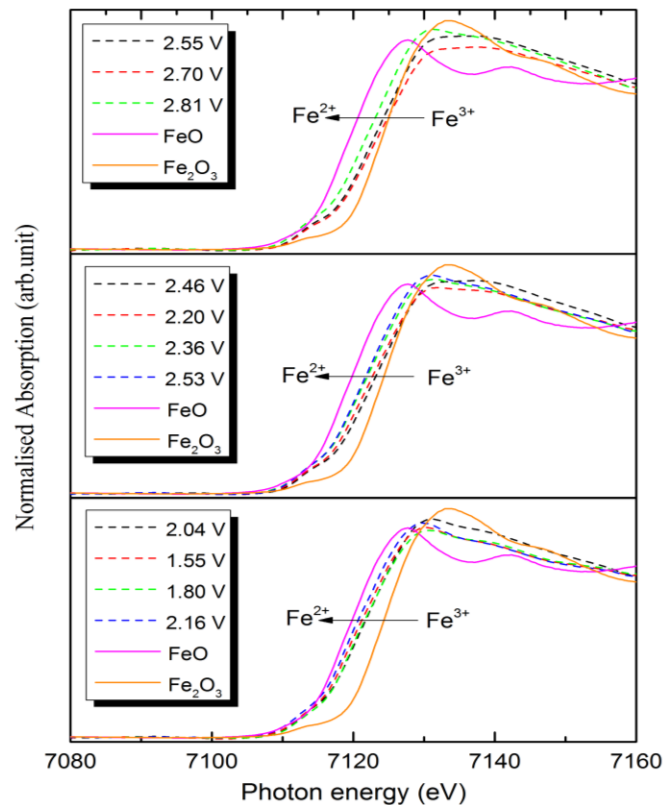 2.55 V
2.70 V
2.81 V
FeO
Fe₂O₃
Fe²⁺
Fe³⁺
2.46 V
2.20 V
2.36 V
2.53 V
FeO
Fe₂O₃
Fe²⁺
Fe³⁺
2.04 V
1.55 V
1.80 V
2.16 V
FeO
Fe₂O₃
Fe²⁺
Fe³⁺
Normalised Absorption (arb.unit)
7080
7100
7120
7140
7160
Photon energy (eV)